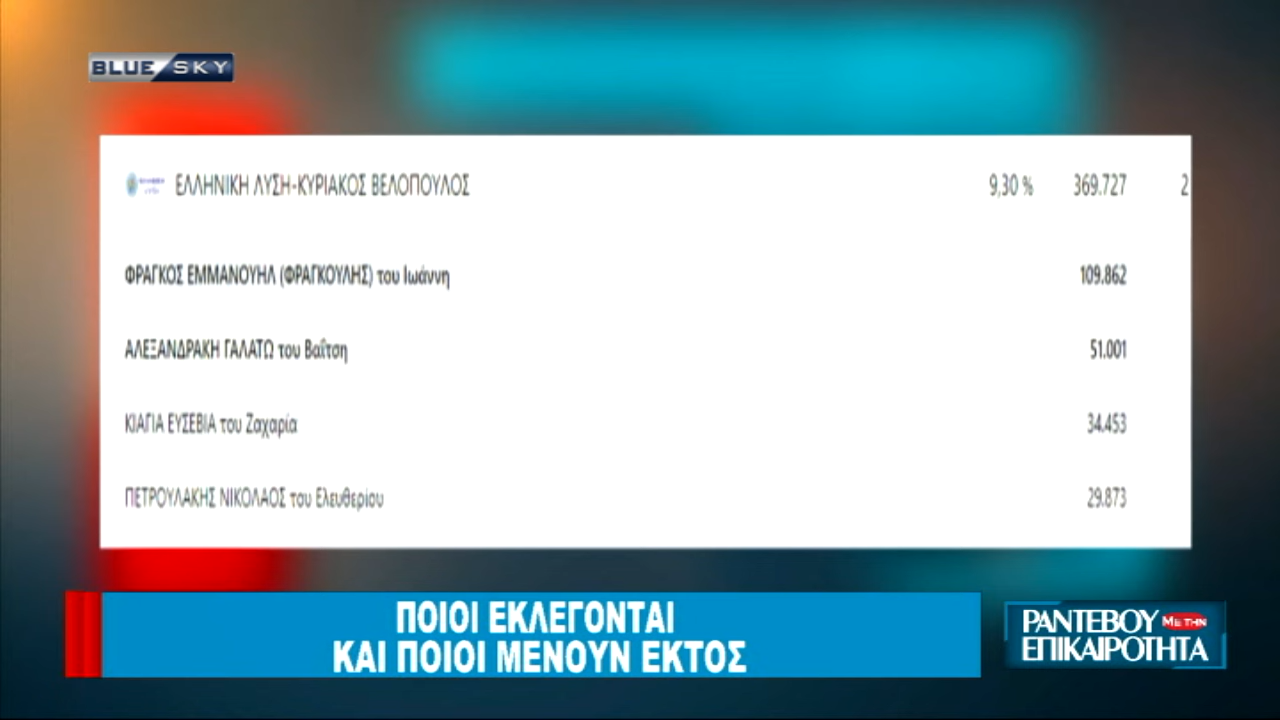 BLUE SKY
ΕΛΛΗΝΙΚΗ ΛΥΣΗ-ΚΥΡΙΑΚΟΣ ΒΕΛΟΠΟΥΛΟΣ 9,30 % 369.727 2
ΦΡΑΓΚΟΣ ΕΜΜΑΝΟΥΗΛ (ΦΡΑΓΚΟΥΛΗΣ) του Ιωάννη 109.862
ΑΛΕΞΑΝΔΡΑΚΗ ΓΑΛΑΤΩ του Βαΐτση 51.001
ΚΙΑΓΙΑ ΕΥΣΕΒΙΑ του Ζαχαρία 34.453
ΠΕΤΡΟΥΛΑΚΗΣ ΝΙΚΟΛΑΟΣ του Ελευθερίου 29.873
ΠΟΙΟΙ ΕΚΛΕΓΟΝΤΑΙ
ΚΑΙ ΠΟΙΟΙ ΜΕΝΟΥΝ ΕΚΤΟΣ
ΡΑΝΤΕΒΟΥ ΜΕ ΤΗΝ
ΕΠΙΚΑΙΡΟΤΗΤΑ